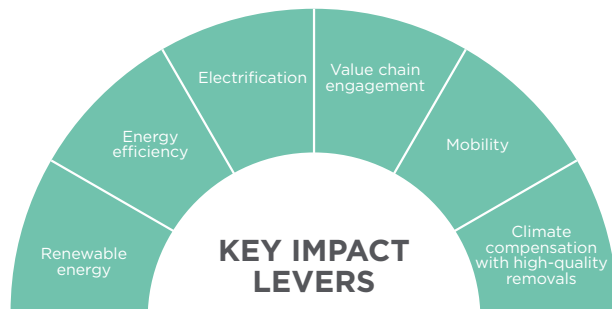 Renewable
energy
Energy
efficiency
Electrification
Value chain
engagement
Mobility
Climate
compensation
with high-quality
removals
KEY IMPACT
LEVERS